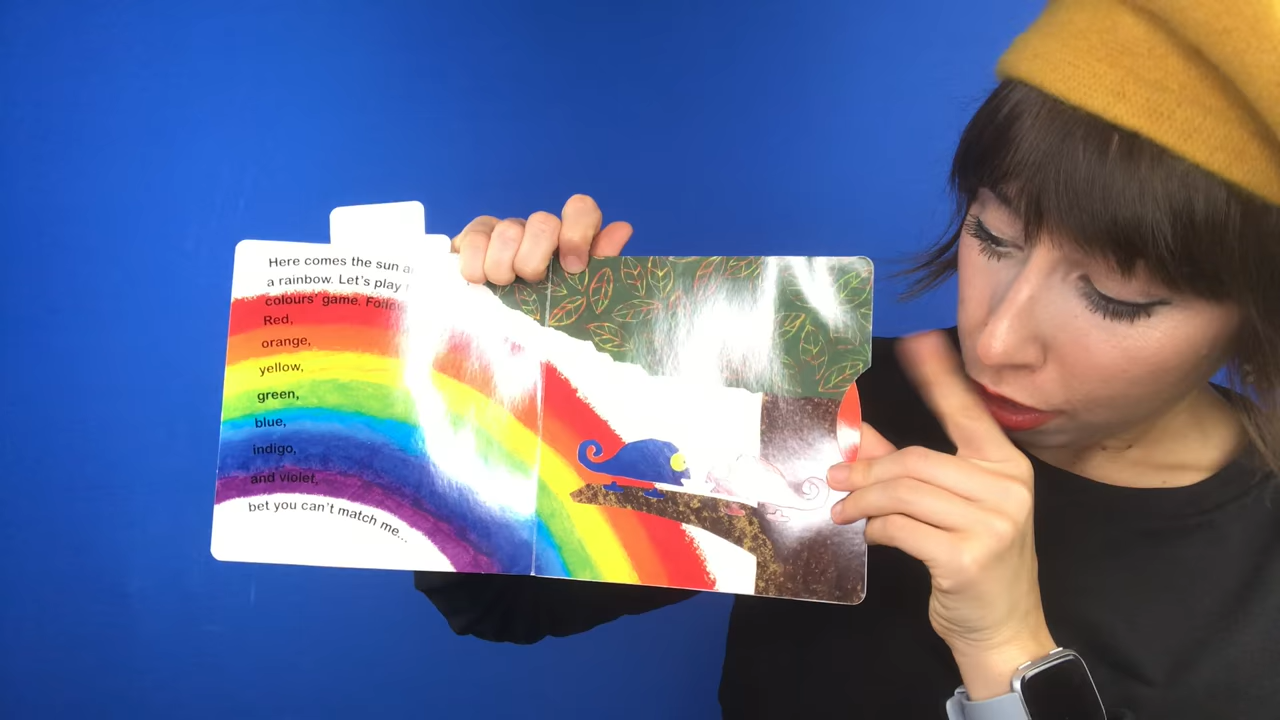 Here comes the sun
a rainbow. Let's play
colours' game.
Red,
orange,
yellow,
green,
blue,
indigo,
and violet,
bet you can't match me...